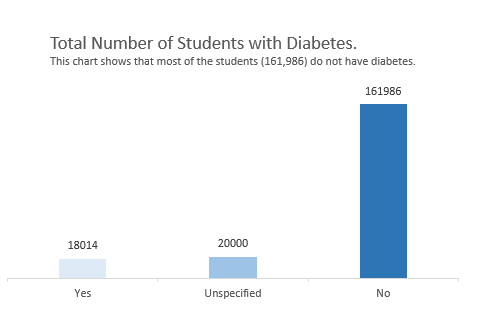 Total Number of Students with Diabetes.
This chart shows that most of the students (161,986) do not have diabetes.
161986
18014
20000
Yes
Unspecified
No